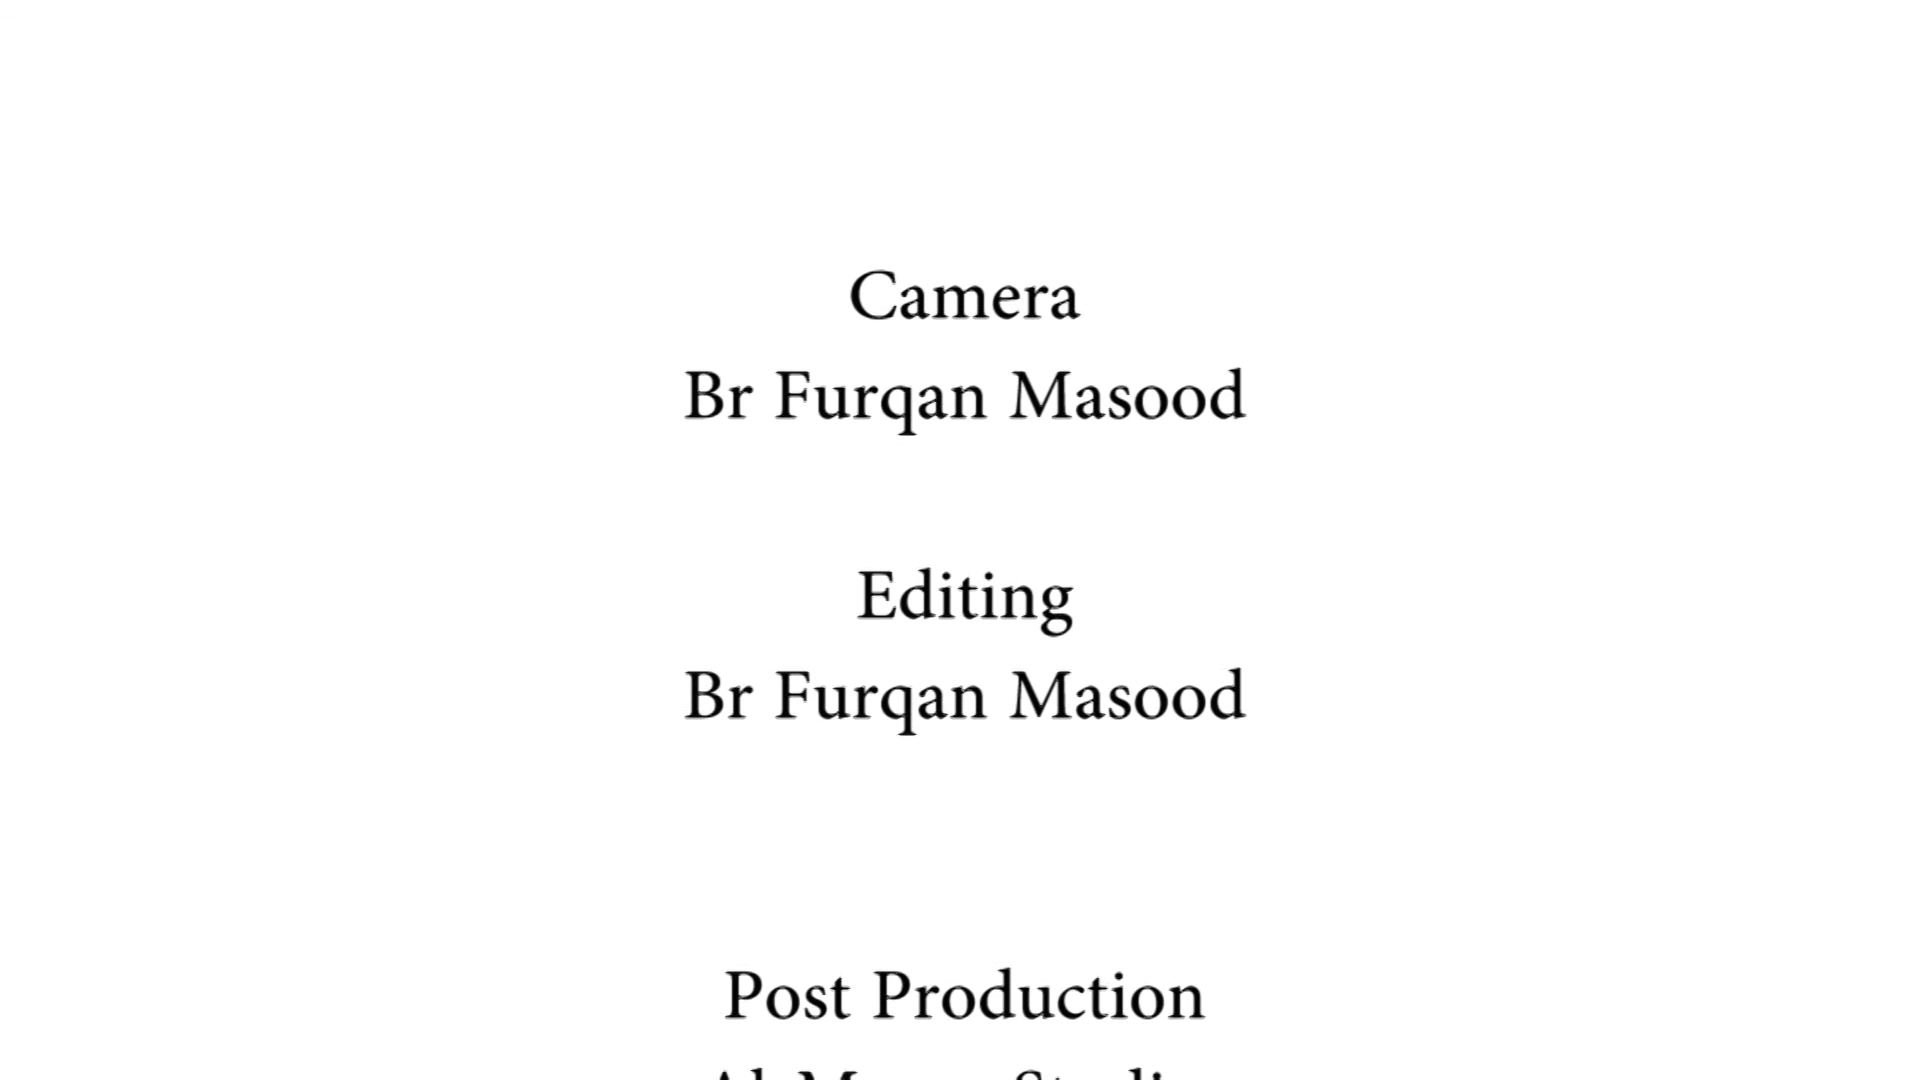 Camera
Br Furqan Masood
Editing
Br Furqan Masood
Post Production